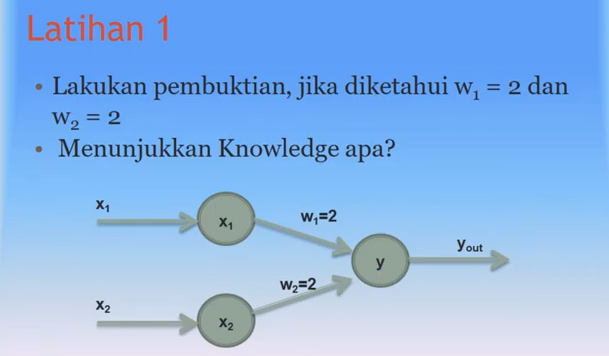 Latihan 1
• Lakukan pembuktian, jika diketahui w₁ = 2 dan
w₂ = 2
• Menunjukkan Knowledge apa?
x₁
x₁
w₁=2
y
yout
w₂=2
x₂
x₂